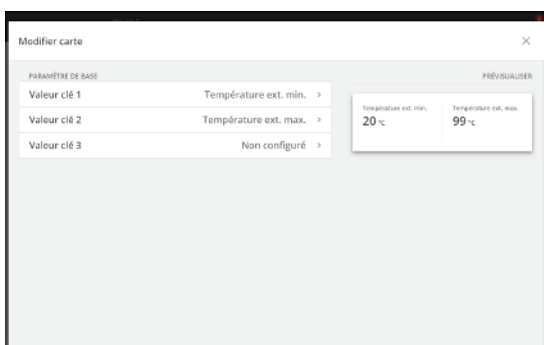 Modifier carte
PARAMÈTRE DE BASE
Valeur clé 1 Température ext. min.
Valeur clé 2 Température ext. max.
Valeur clé 3 Non configuré
PRÉVISUALISER
Température ext. min. Température ext. max.
20 °C 99 °C